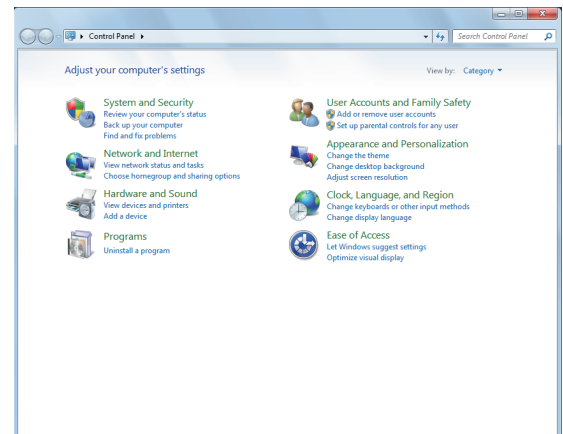 Control Panel
Search Control Panel
Adjust your computer's settings
View by: Category
System and Security
Review your computer's status
Back up your computer
Find and fix problems
Network and Internet
View network status and tasks
Choose homegroup and sharing options
Hardware and Sound
View devices and printers
Add a device
Programs
Uninstall a program
User Accounts and Family Safety
Add or remove user accounts
Set up parental controls for any user
Appearance and Personalization
Change the theme
Change desktop background
Adjust screen resolution
Clock, Language, and Region
Change keyboards or other input methods
Change display language
Ease of Access
Let Windows suggest settings
Optimize visual display